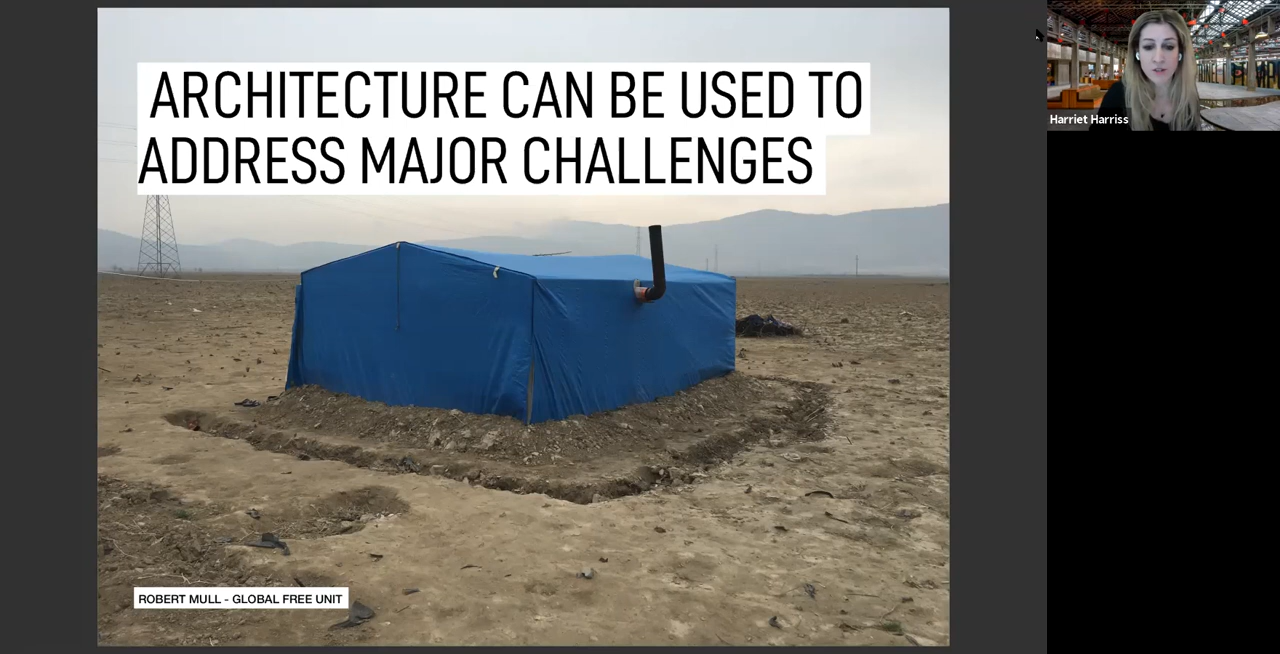 ARCHITECTURE CAN BE USED TO
ADDRESS MAJOR CHALLENGES
Harriet Harriss
ROBERT MULL - GLOBAL FREE UNIT